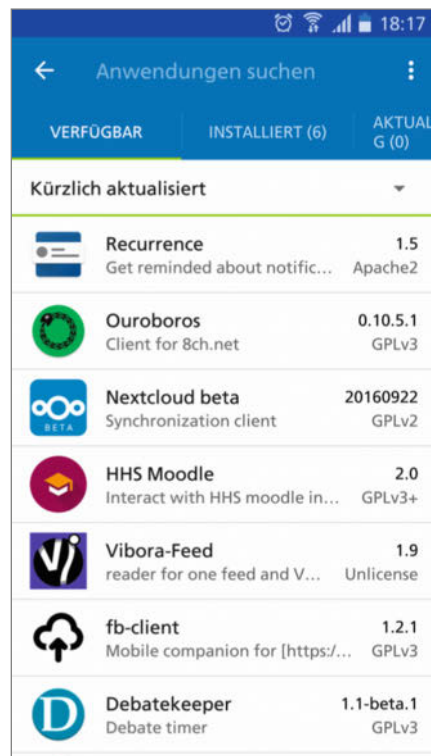 18:17
Anwendungen suchen
VERFÜGBAR
INSTALLIERT (6)
AKTUAL
G (0)
Kürzlich aktualisiert
Recurrence 1.5
Get reminded about notific... Apache2
Ouroboros 0.10.5.1
Client for 8ch.net GPLv3
Nextcloud beta 20160922
BETA
Synchronization client GPLv2
HHS Moodle 2.0
Interact with HHS moodle in... GPLv3+
Vibora-Feed 1.9
reader for one feed and V... Unlicense
fb-client 1.2.1
Mobile companion for [https:/... GPLv3
Debatekeeper 1.1-beta.1
Debate timer GPLv3